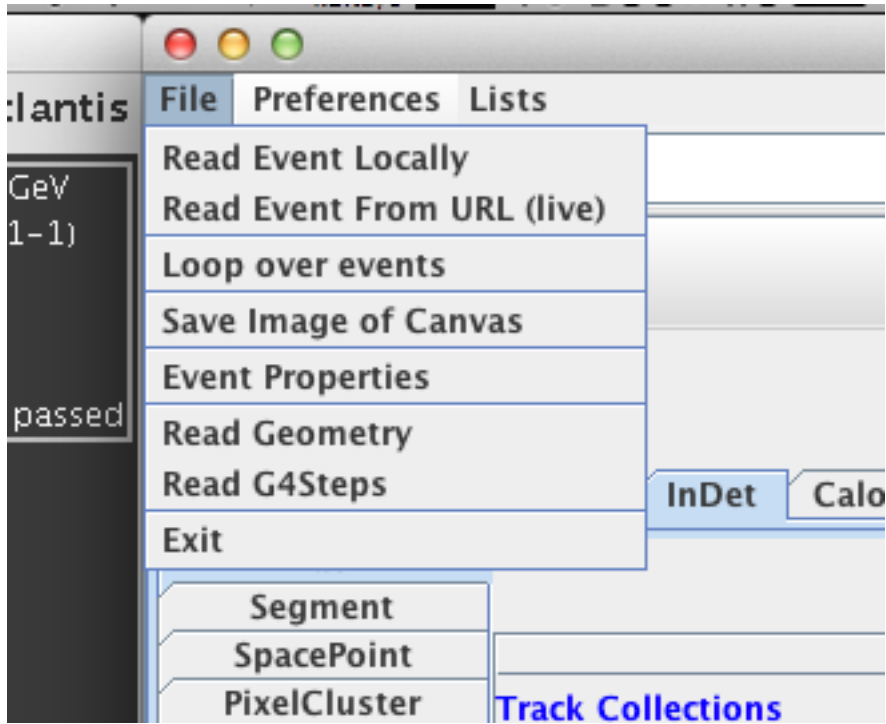 tlantis
GeV
1-1)
passed
File Preferences Lists
Read Event Locally
Read Event From URL (live)
Loop over events
Save Image of Canvas
Event Properties
Read Geometry
Read G4Steps
Exit
InDet Calo
Segment
SpacePoint
PixelCluster
Track Collections